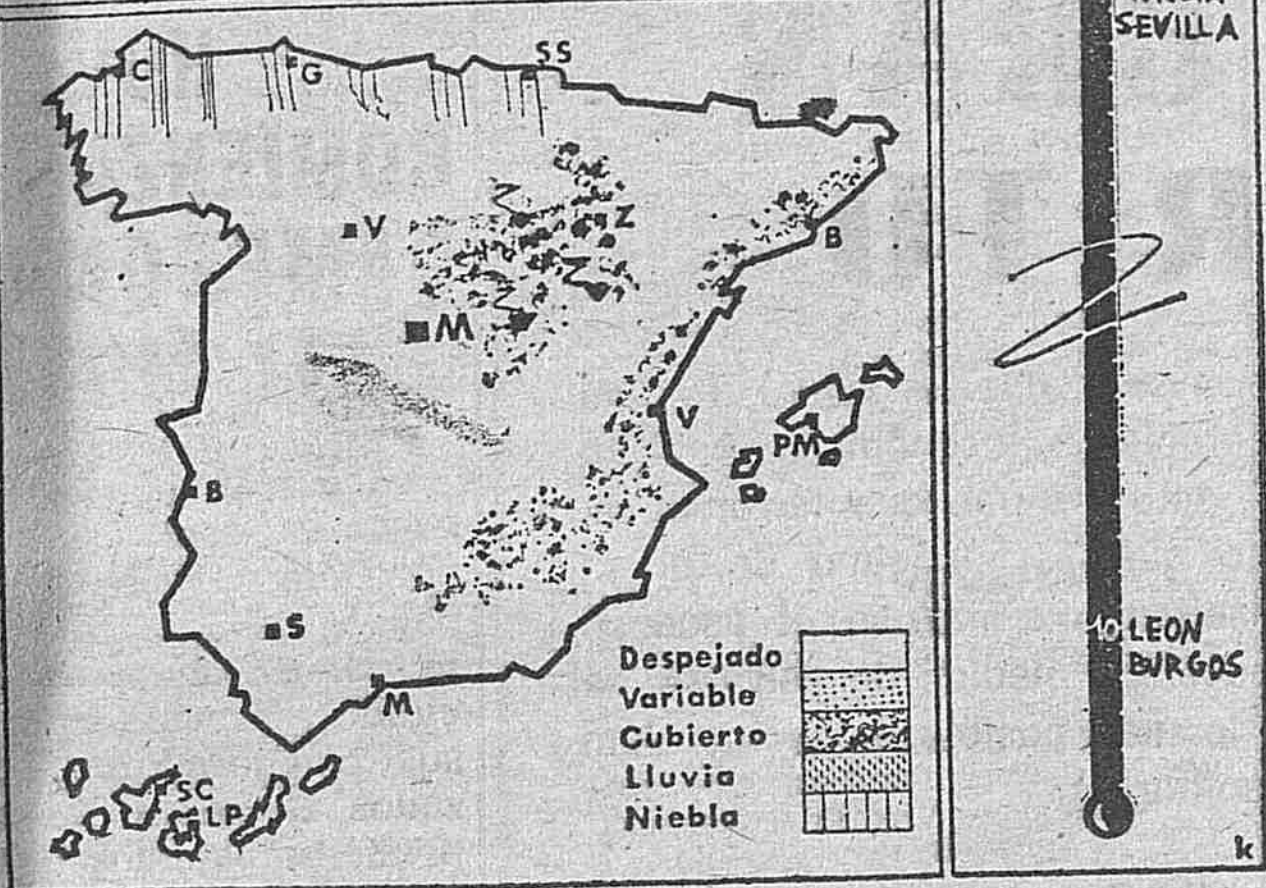 SEVILLA
C
G
SS
V
Z
B
M
V
PM
B
S
M
SC
LP
Despejado
Variable
Cubierto
Lluvia
Niebla
10 LEON
BURGOS
k